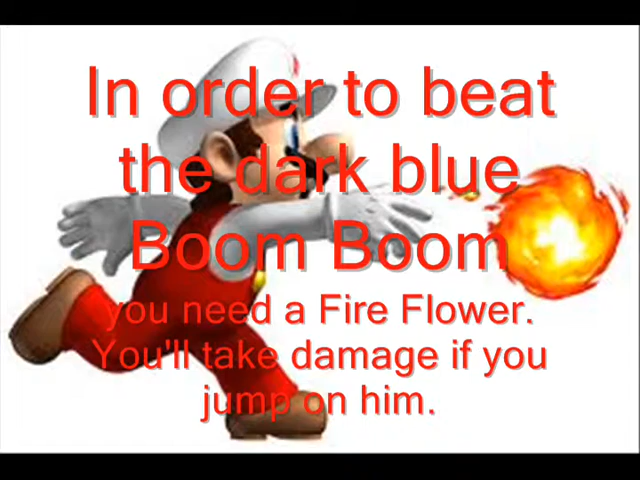 In order to beat
the dark blue
Boom Boom
you need a Fire Flower.
You'll take damage if you
jump on him.